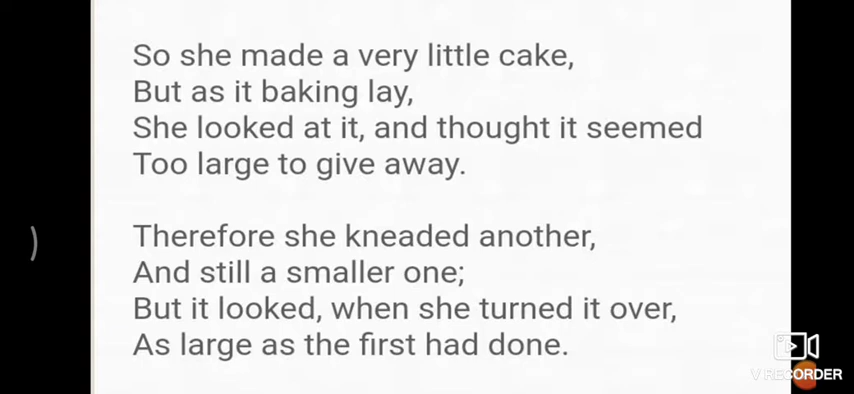 So she made a very little cake,
But as it baking lay,
She looked at it, and thought it seemed
Too large to give away.
Therefore she kneaded another,
And still a smaller one;
But it looked, when she turned it over,
As large as the first had done.
V RECORDER